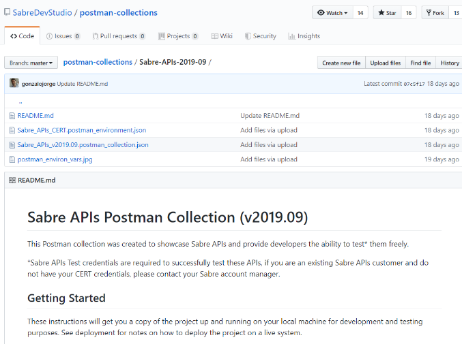 SabreDevStudio / postman-collections
Watch 14 Star 16 Fork 13
Code Issues 0 Pull requests 0 Projects 0 Wiki Security Insights
Branch: master postman-collections / Sabre-APIs-2019-09 / Create new file Upload files Find file History
gonzalojorge Update README.md Latest commit 18 days ago
..
README.md Update README.md 18 days ago
Sabre_APIs_CERT.postman_environment.json Add files via upload 18 days ago
Sabre_APIs_v2019.09.postman_collection.json Add files via upload 18 days ago
postman_environ_vars.jpg Add files via upload 19 days ago
README.md
Sabre APIs Postman Collection (v2019.09)
This Postman collection was created to showcase Sabre APIs and provide developers the ability to test* them freely.
*Sabre APIs Test credentials are required to successfully test these APIs, if you are an existing Sabre APIs customer and do
not have your CERT credentials, please contact your Sabre account manager.
Getting Started
These instructions will get you a copy of the project up and running on your local machine for development and testing
purposes. See deployment for notes on how to deploy the project on a live system.